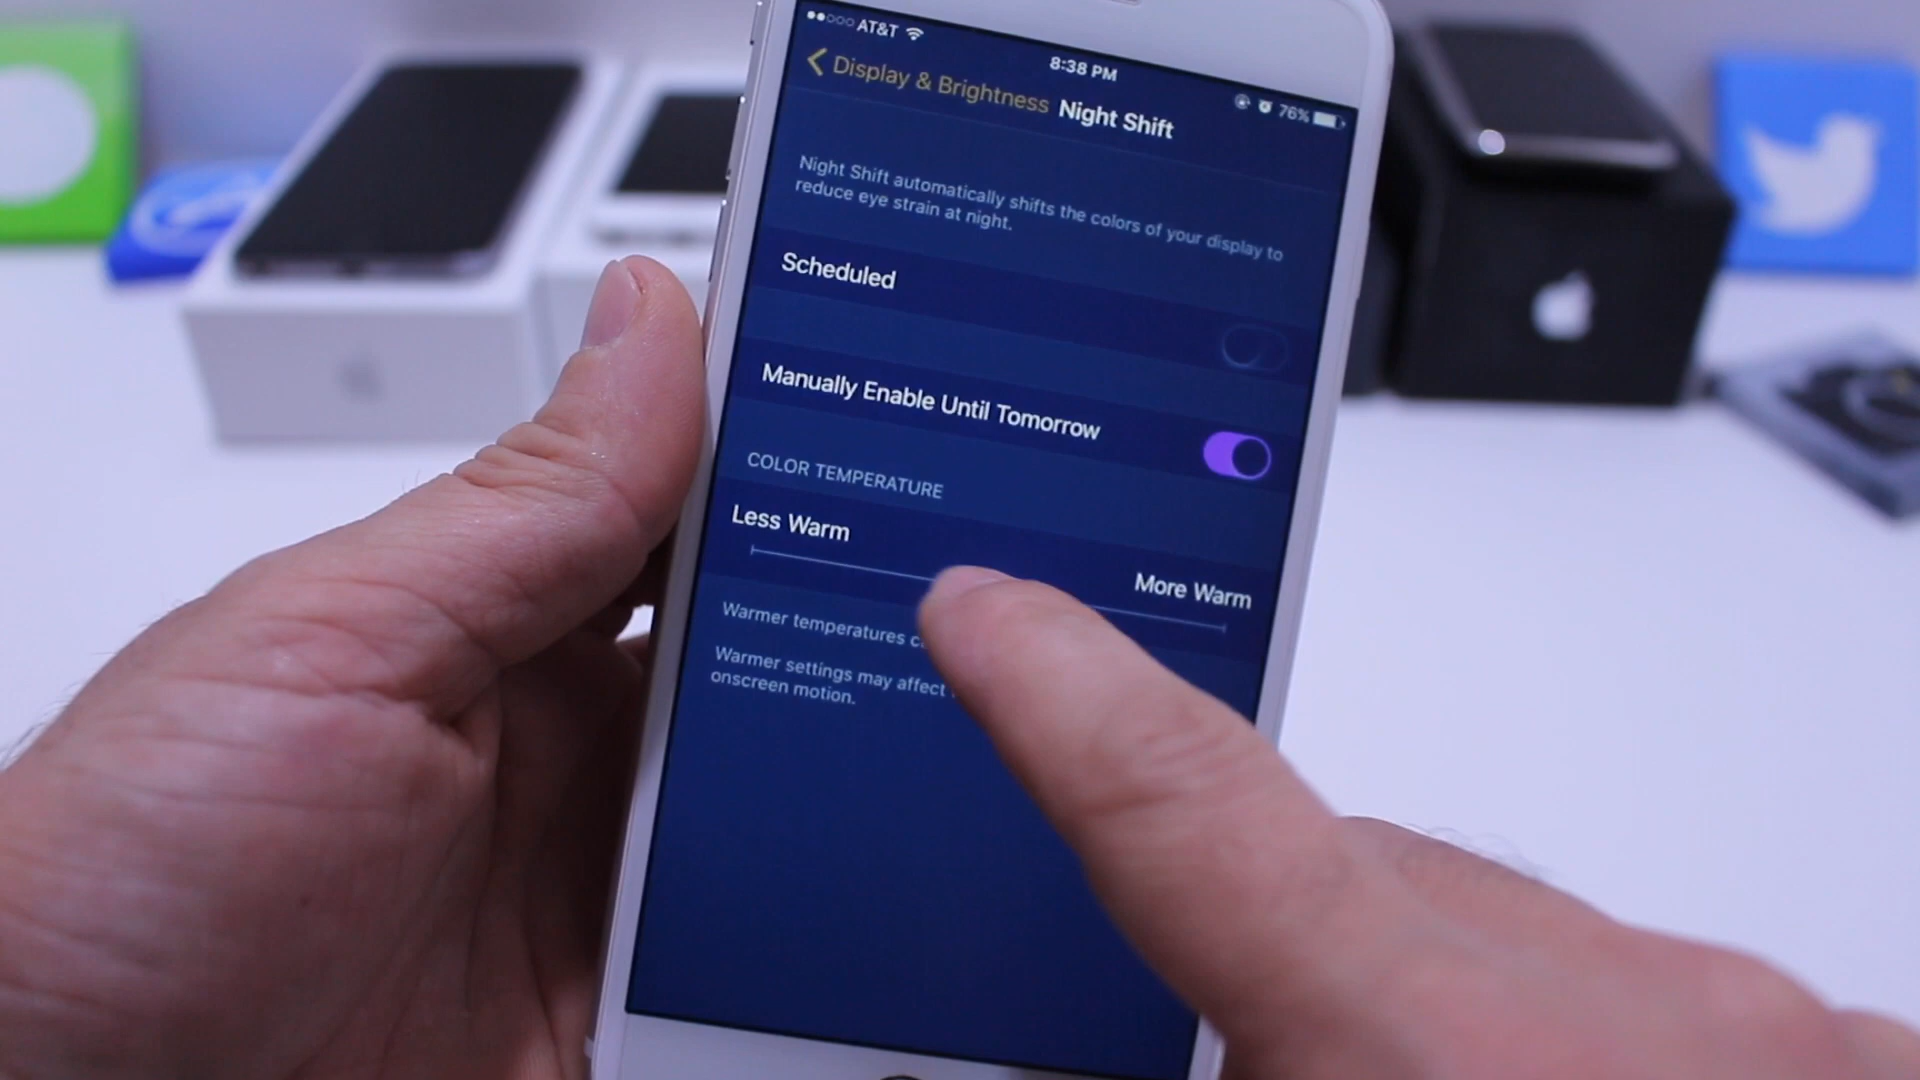 AT&T
8:38 PM
76%
Display & Brightness
Night Shift
Night Shift automatically shifts the colors of your display to
reduce eye strain at night.
Scheduled
Manually Enable Until Tomorrow
COLOR TEMPERATURE
Less Warm
More Warm
Warmer temperatures
Warmer settings may affect
onscreen motion.